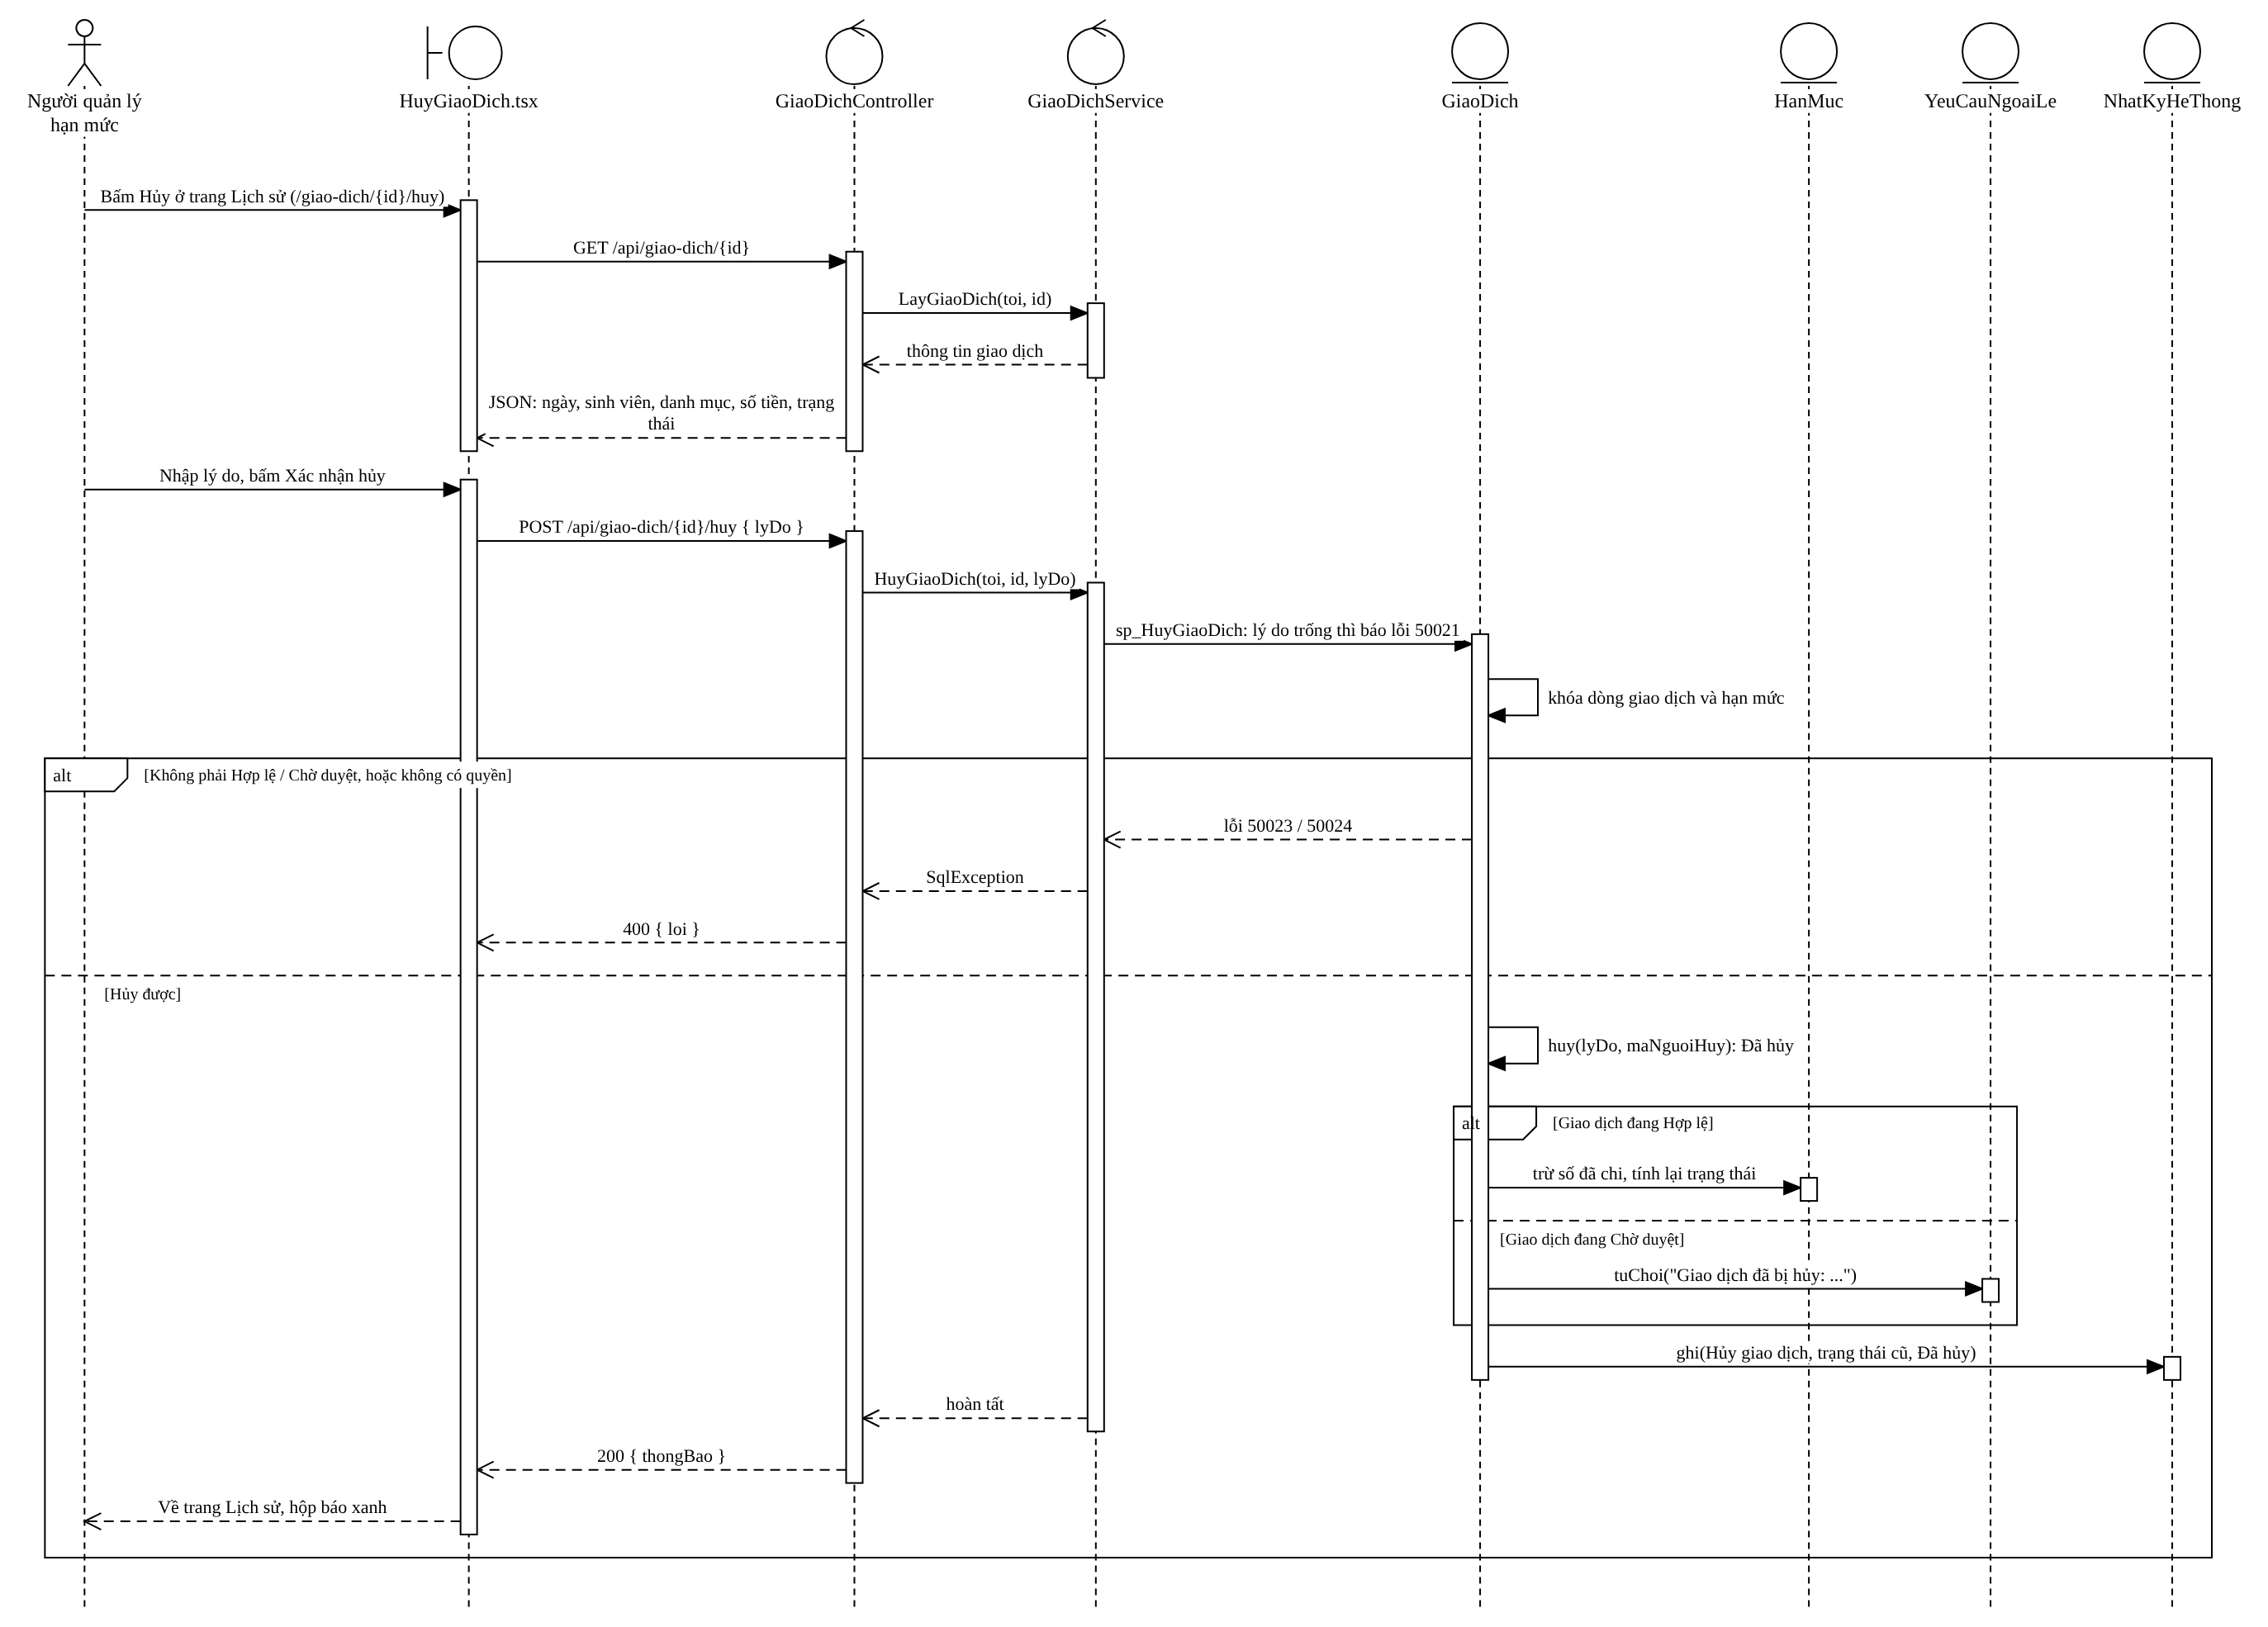 Người quản lý
hạn mức
HuyGiaoDich.tsx
GiaoDichController
GiaoDichService
GiaoDich
HanMuc
YeuCauNgoaiLe
NhatKyHeThong
Bấm Hủy ở trang Lịch sử (/giao-dich/{id}/huy)
GET /api/giao-dich/{id}
LayGiaoDich(toi, id)
thông tin giao dịch
JSON: ngày, sinh viên, danh mục, số tiền, trạng
thái
Nhập lý do, bấm Xác nhận hủy
POST /api/giao-dich/{id}/huy { lyDo }
HuyGiaoDich(toi, id, lyDo)
sp_HuyGiaoDich: lý do trống thì báo lỗi 50021
khóa dòng giao dịch và hạn mức
alt
[Không phải Hợp lệ / Chờ duyệt, hoặc không có quyền]
lỗi 50023 / 50024
SqlException
400 { loi }
[Hủy được]
huy(lyDo, maNguoiHuy): Đã hủy
alt
[Giao dịch đang Hợp lệ]
trừ số đã chi, tính lại trạng thái
[Giao dịch đang Chờ duyệt]
tuChoi("Giao dịch đã bị hủy: ...")
ghi(Hủy giao dịch, trạng thái cũ, Đã hủy)
hoàn tất
200 { thongBao }
Về trang Lịch sử, hộp báo xanh